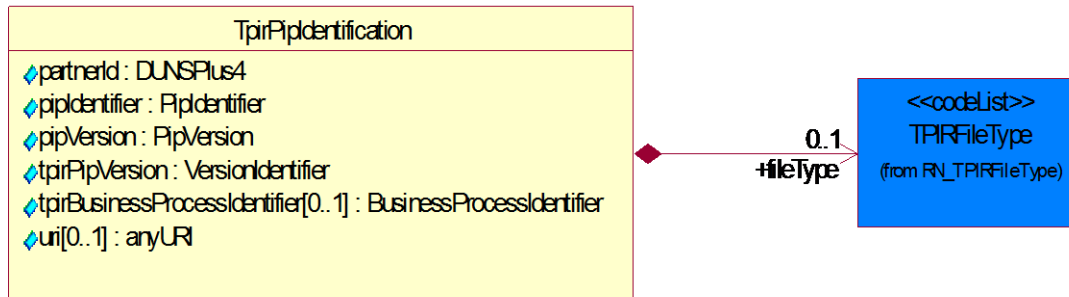 TpirPipIdentification
partnerId : DUNSPlus4
pipIdentifier : PipIdentifier
pipVersion : PipVersion
tpirPipVersion : VersionIdentifier
tpirBusinessProcessIdentifier[0..1] : BusinessProcessIdentifier
uri[0..1] : anyURI
0..1
+fileType
<<codeList>>
TPIRFileType
(from RN_TPIRFileType)